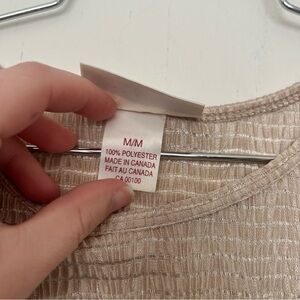 M/M
100% POLYESTER
MADE IN CANADA
FAIT AU CANADA
CA 00100